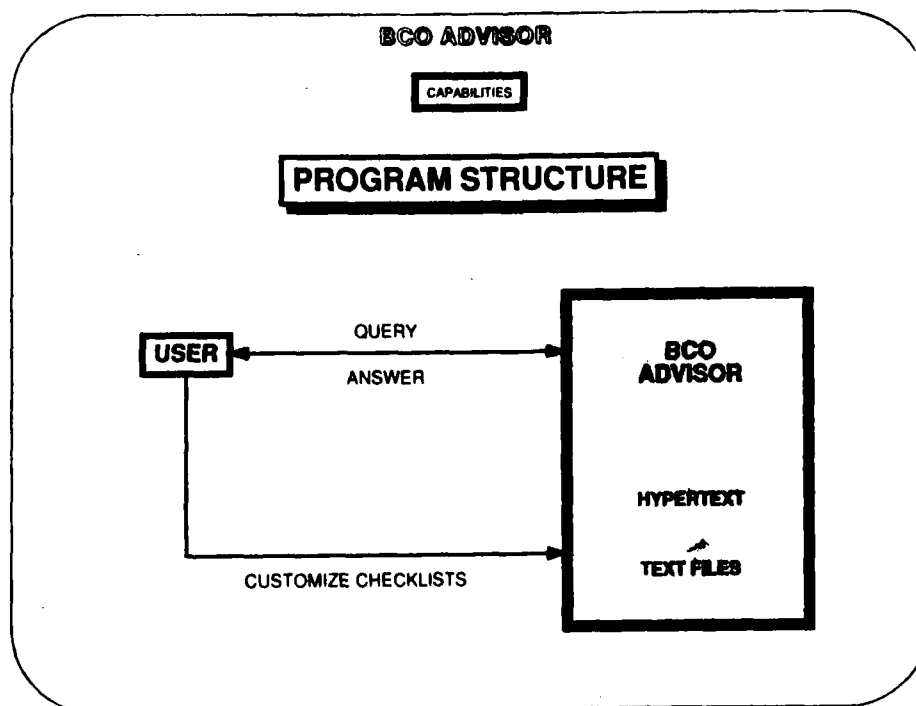 BCO ADVISOR
CAPABILITIES
PROGRAM STRUCTURE
USER
QUERY
ANSWER
CUSTOMIZE CHECKLISTS
BCO
ADVISOR
HYPERTEXT
TEXT FILES